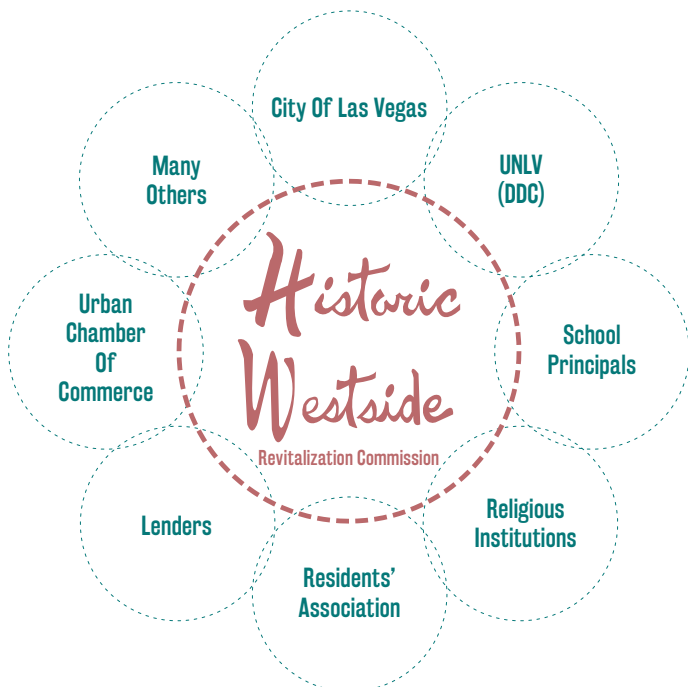 City Of Las Vegas
UNLV
(DDC)
School
Principals
Religious
Institutions
Residents’
Association
Lenders
Urban
Chamber
Of
Commerce
Many
Others
Historic
Westside
Revitalization Commission